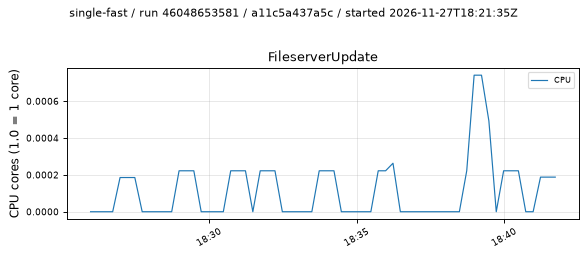 single-fast / run 46048653581 / a11c5a437a5c / started 2026-11-27T18:21:35Z
FileserverUpdate
CPU cores (1.0 = 1 core)
CPU
0.0006
0.0004
0.0002
0.0000
18:30
18:35
18:40